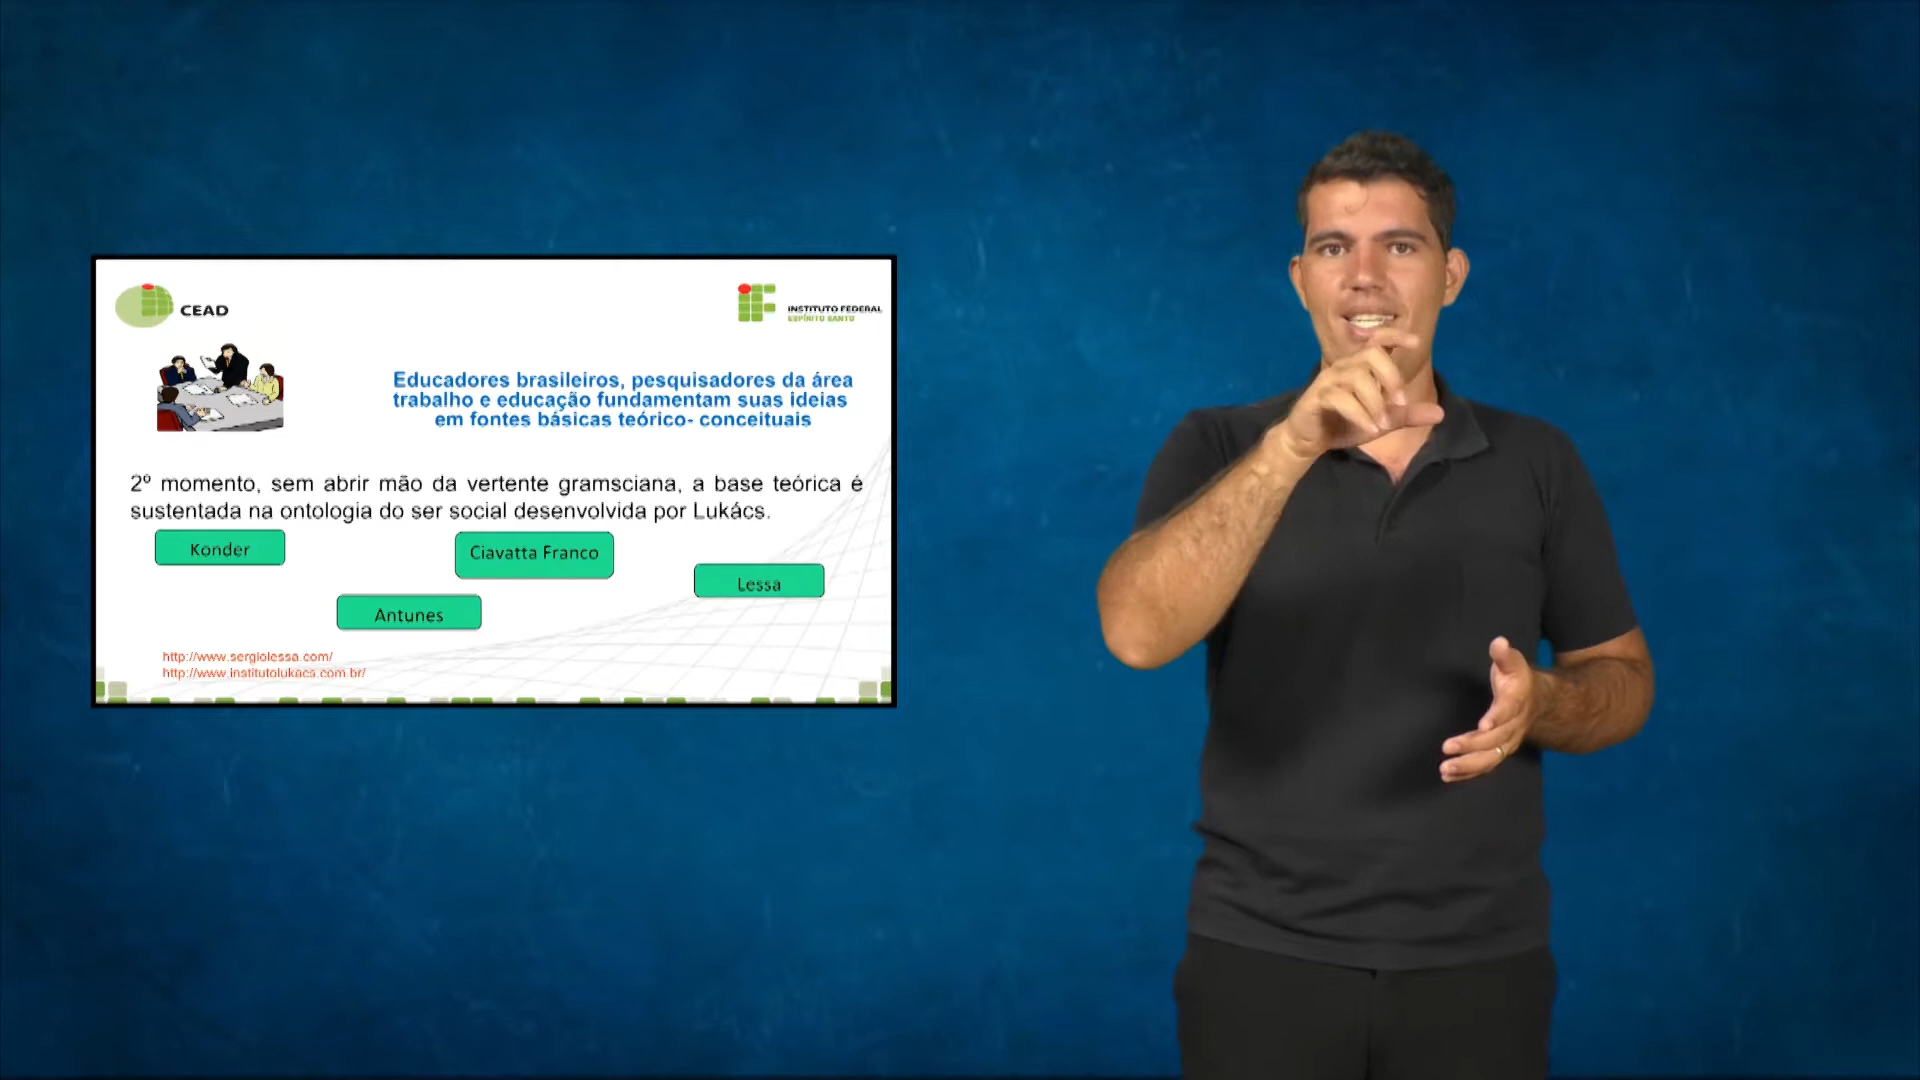 CEAD
INSTITUTO FEDERAL
ESPÍRITO SANTO
Educadores brasileiros, pesquisadores da área
trabalho e educação fundamentam suas ideias
em fontes básicas teórico- conceituais
2º momento, sem abrir mão da vertente gramsciana, a base teórica é
sustentada na ontologia do ser social desenvolvida por Lukács.
Konder
Ciavatta Franco
Lessa
Antunes
http://www.sergiolessa.com/
http://www.institutolukacs.com.br/